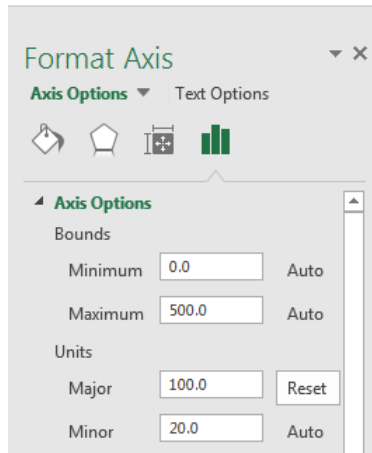 Format Axis
Axis Options Text Options
Axis Options
Bounds
Minimum 0.0 Auto
Maximum 500.0 Auto
Units
Major 100.0 Reset
Minor 20.0 Auto